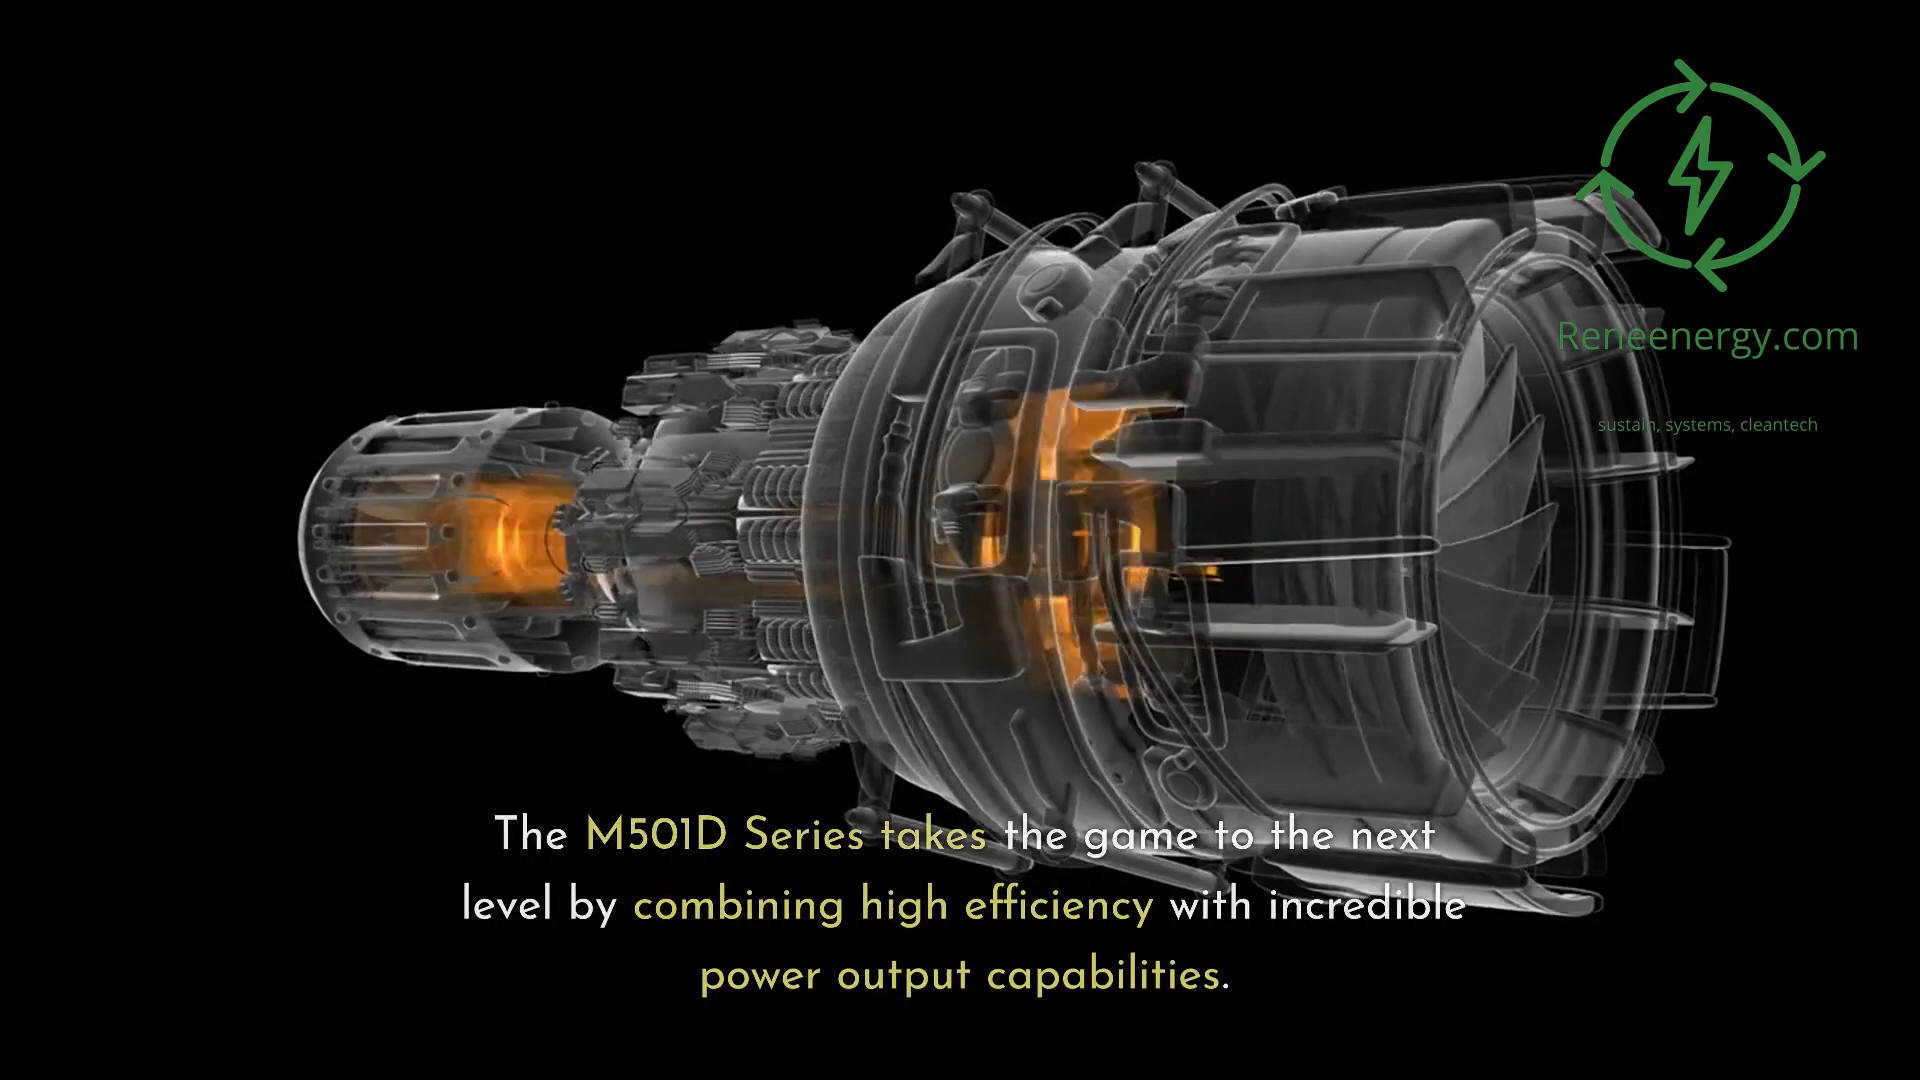 Reneenergy.com
sustain, systems, cleantech
The M501D Series takes the game to the next
level by combining high efficiency with incredible
power output capabilities.